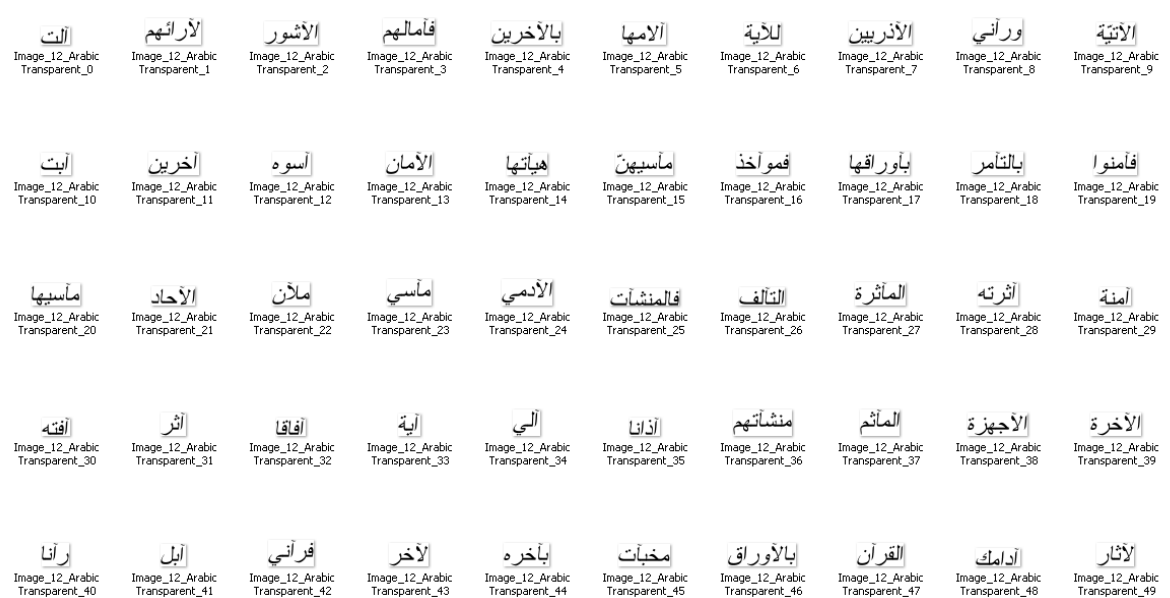 آلت لآرائهم الآشور فآمالهم بالآخرين آلامها للآية الآذريين ورآني الآتيّة
Image_12_Arabic Image_12_Arabic Image_12_Arabic Image_12_Arabic Image_12_Arabic Image_12_Arabic Image_12_Arabic Image_12_Arabic Image_12_Arabic Image_12_Arabic
Transparent_0 Transparent_1 Transparent_2 Transparent_3 Transparent_4 Transparent_5 Transparent_6 Transparent_7 Transparent_8 Transparent_9
آبت آخرين آسوه الآمان هيآتها مآسيهنّ فموآخذ بآوراقها بالتآمر فآمنوا
Image_12_Arabic Image_12_Arabic Image_12_Arabic Image_12_Arabic Image_12_Arabic Image_12_Arabic Image_12_Arabic Image_12_Arabic Image_12_Arabic Image_12_Arabic
Transparent_10 Transparent_11 Transparent_12 Transparent_13 Transparent_14 Transparent_15 Transparent_16 Transparent_17 Transparent_18 Transparent_19
مآسيها الآحاد ملآن مآسي الآدمي فالمنشآت التآلف المآثرة آثرته آمنة
Image_12_Arabic Image_12_Arabic Image_12_Arabic Image_12_Arabic Image_12_Arabic Image_12_Arabic Image_12_Arabic Image_12_Arabic Image_12_Arabic Image_12_Arabic
Transparent_20 Transparent_21 Transparent_22 Transparent_23 Transparent_24 Transparent_25 Transparent_26 Transparent_27 Transparent_28 Transparent_29
آفته آثر آفاقا آية آلي آذانا منشآتهم المآثم الآجهزة الآخرة
Image_12_Arabic Image_12_Arabic Image_12_Arabic Image_12_Arabic Image_12_Arabic Image_12_Arabic Image_12_Arabic Image_12_Arabic Image_12_Arabic Image_12_Arabic
Transparent_30 Transparent_31 Transparent_32 Transparent_33 Transparent_34 Transparent_35 Transparent_36 Transparent_37 Transparent_38 Transparent_39
رآنا آبل فرآني لآخر بآخره مخبآت بالآوراق القرآن آدامك لآثار
Image_12_Arabic Image_12_Arabic Image_12_Arabic Image_12_Arabic Image_12_Arabic Image_12_Arabic Image_12_Arabic Image_12_Arabic Image_12_Arabic Image_12_Arabic
Transparent_40 Transparent_41 Transparent_42 Transparent_43 Transparent_44 Transparent_45 Transparent_46 Transparent_47 Transparent_48 Transparent_49